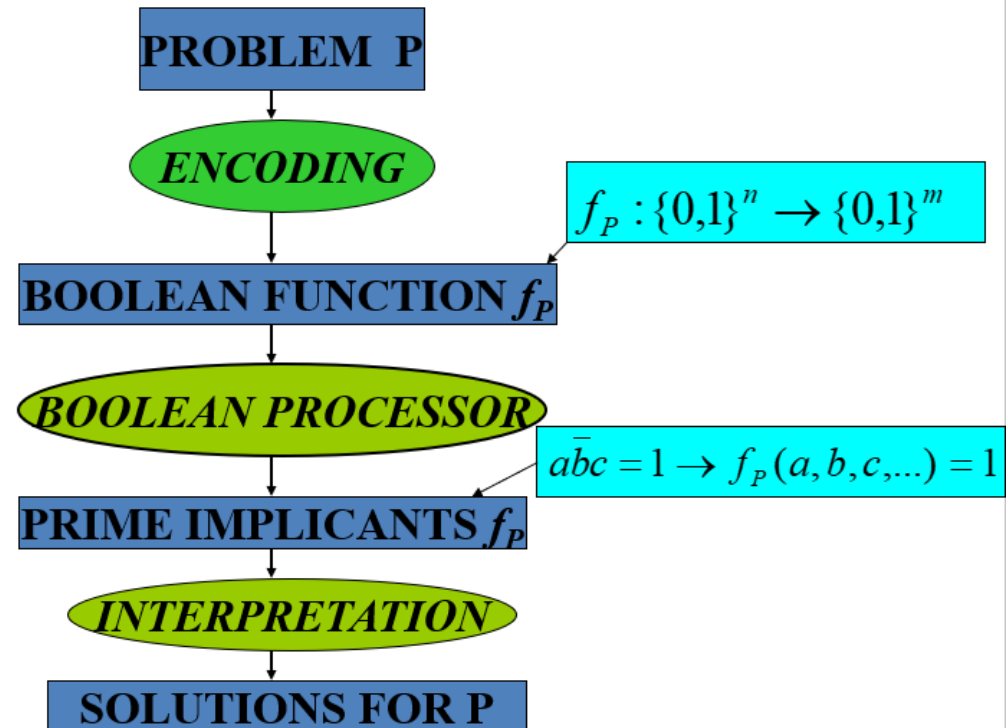 PROBLEM P
ENCODING
f_P : {0,1}^n → {0,1}^m
BOOLEAN FUNCTION f_P
BOOLEAN PROCESSOR
ab̄c = 1 → f_P(a,b,c,...) = 1
PRIME IMPLICANTS f_P
INTERPRETATION
SOLUTIONS FOR P